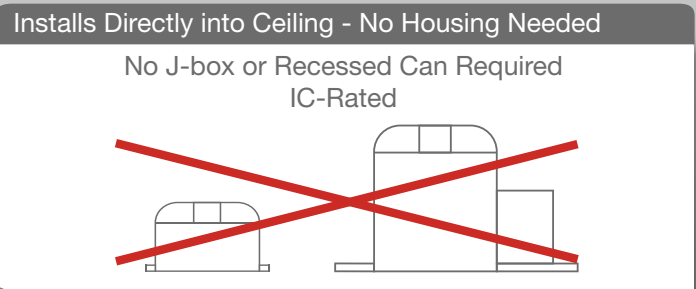 Installs Directly into Ceiling - No Housing Needed
No J-box or Recessed Can Required
IC-Rated